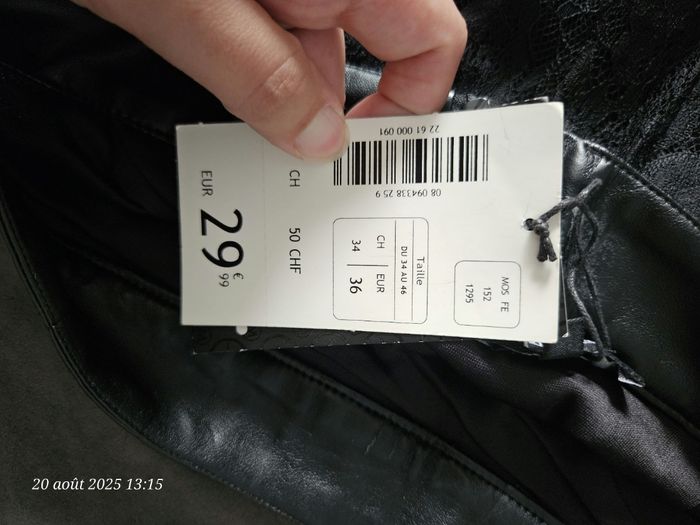 MOS FE
152
1295
Taille
DU 34 AU 46
CH EUR
34 36
08 094338 25 9
22 61 000 091
CH 50 CHF
EUR 29€99
20 août 2025 13:15